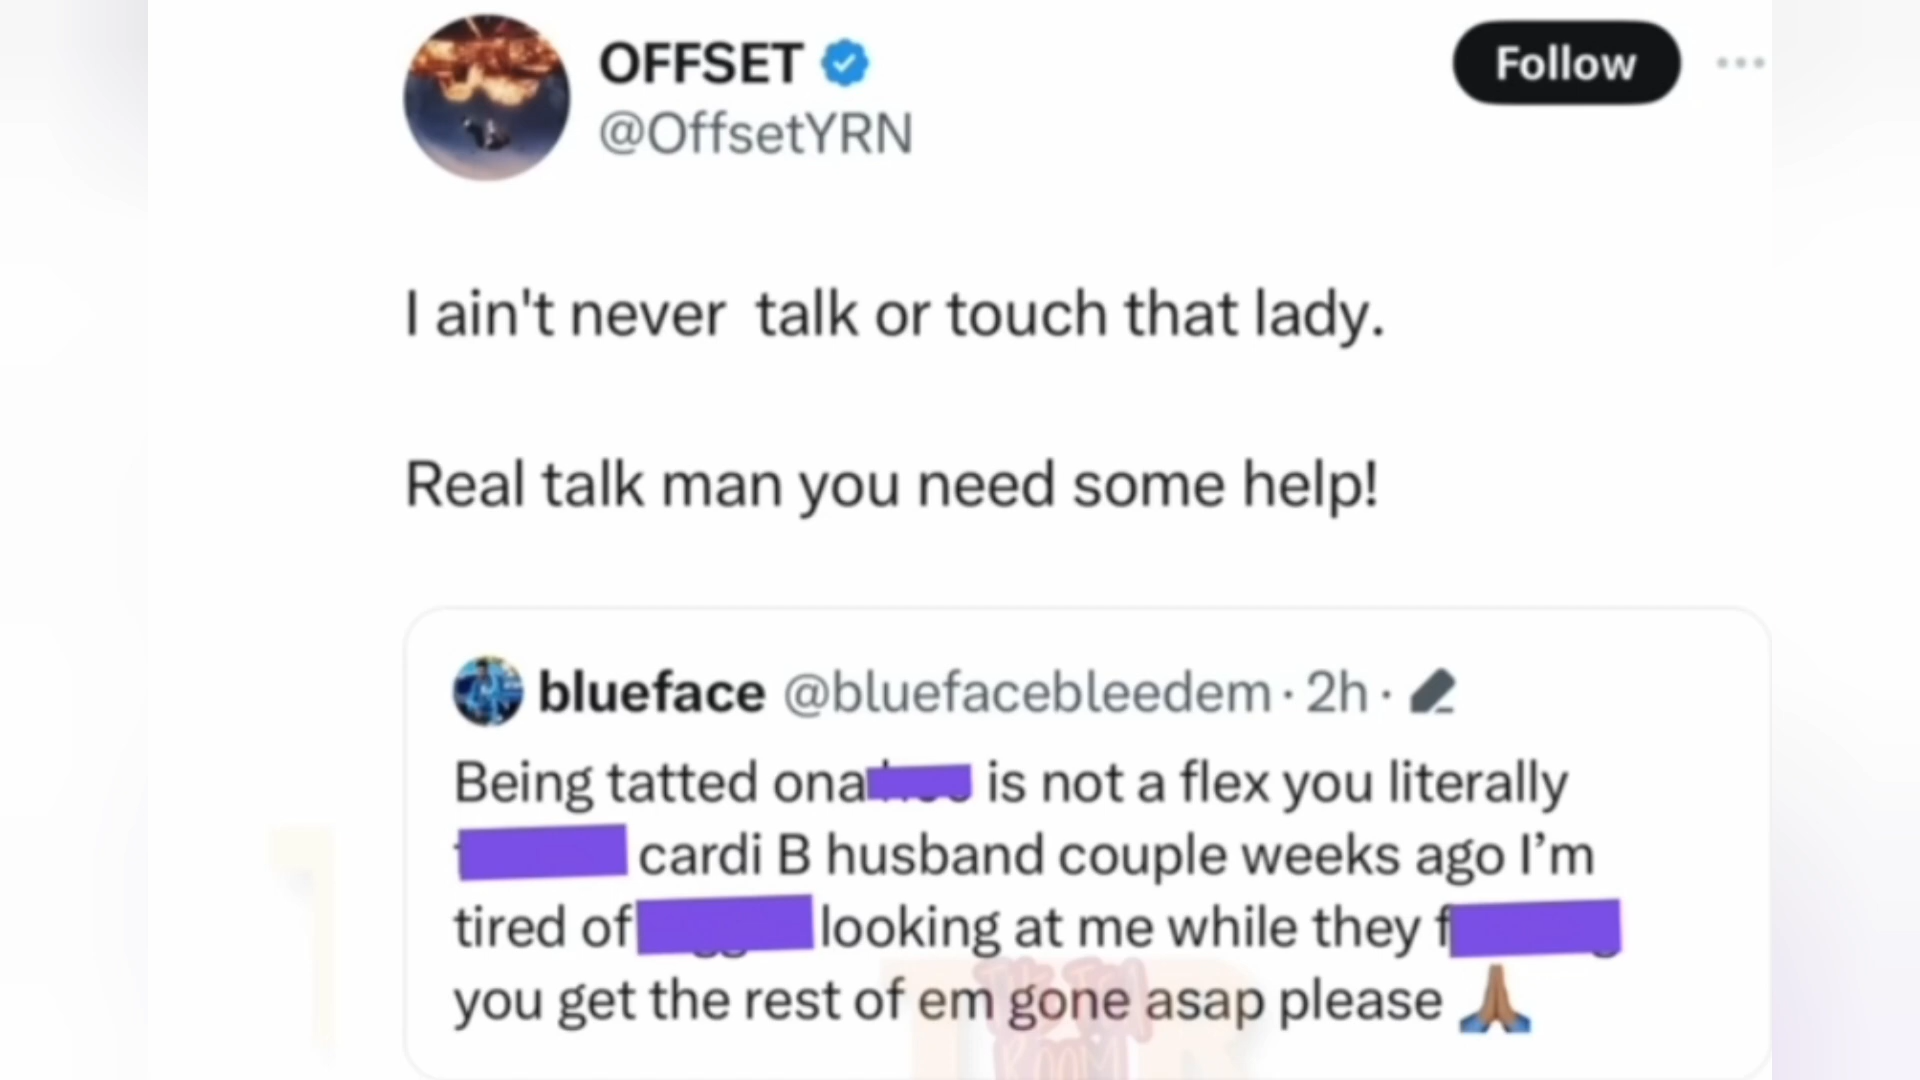 OFFSET
@OffsetYRN
Follow
I ain't never talk or touch that lady.
Real talk man you need some help!
blueface @bluefacebleedem · 2h ·
Being tatted ona is not a flex you literally
cardi B husband couple weeks ago I’m
tired of looking at me while they f
you get the rest of em gone asap please 🙏🏽